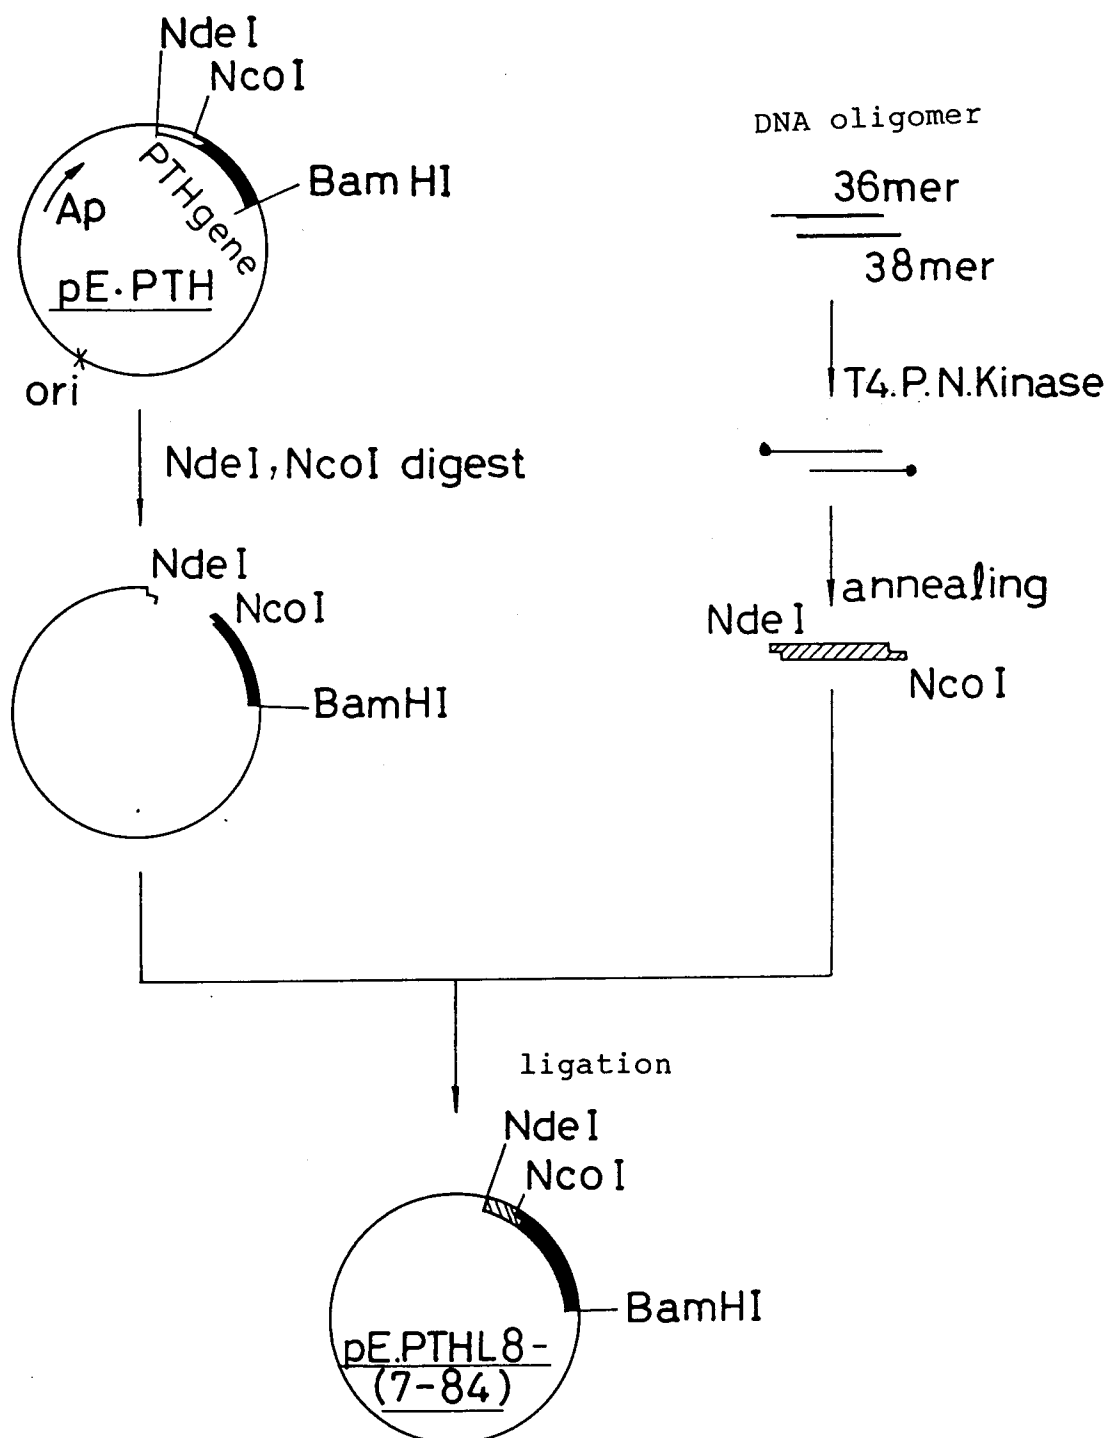 NdeI
NcoI
BamHI
PTHgene
Ap
pE·PTH
ori
NdeI, NcoI digest
NdeI
NcoI
BamHI
DNA oligomer
36mer
38mer
T4.P.N.Kinase
annealing
NdeI
NcoI
ligation
NdeI
NcoI
BamHI
pE.PTHL8-
(7-84)